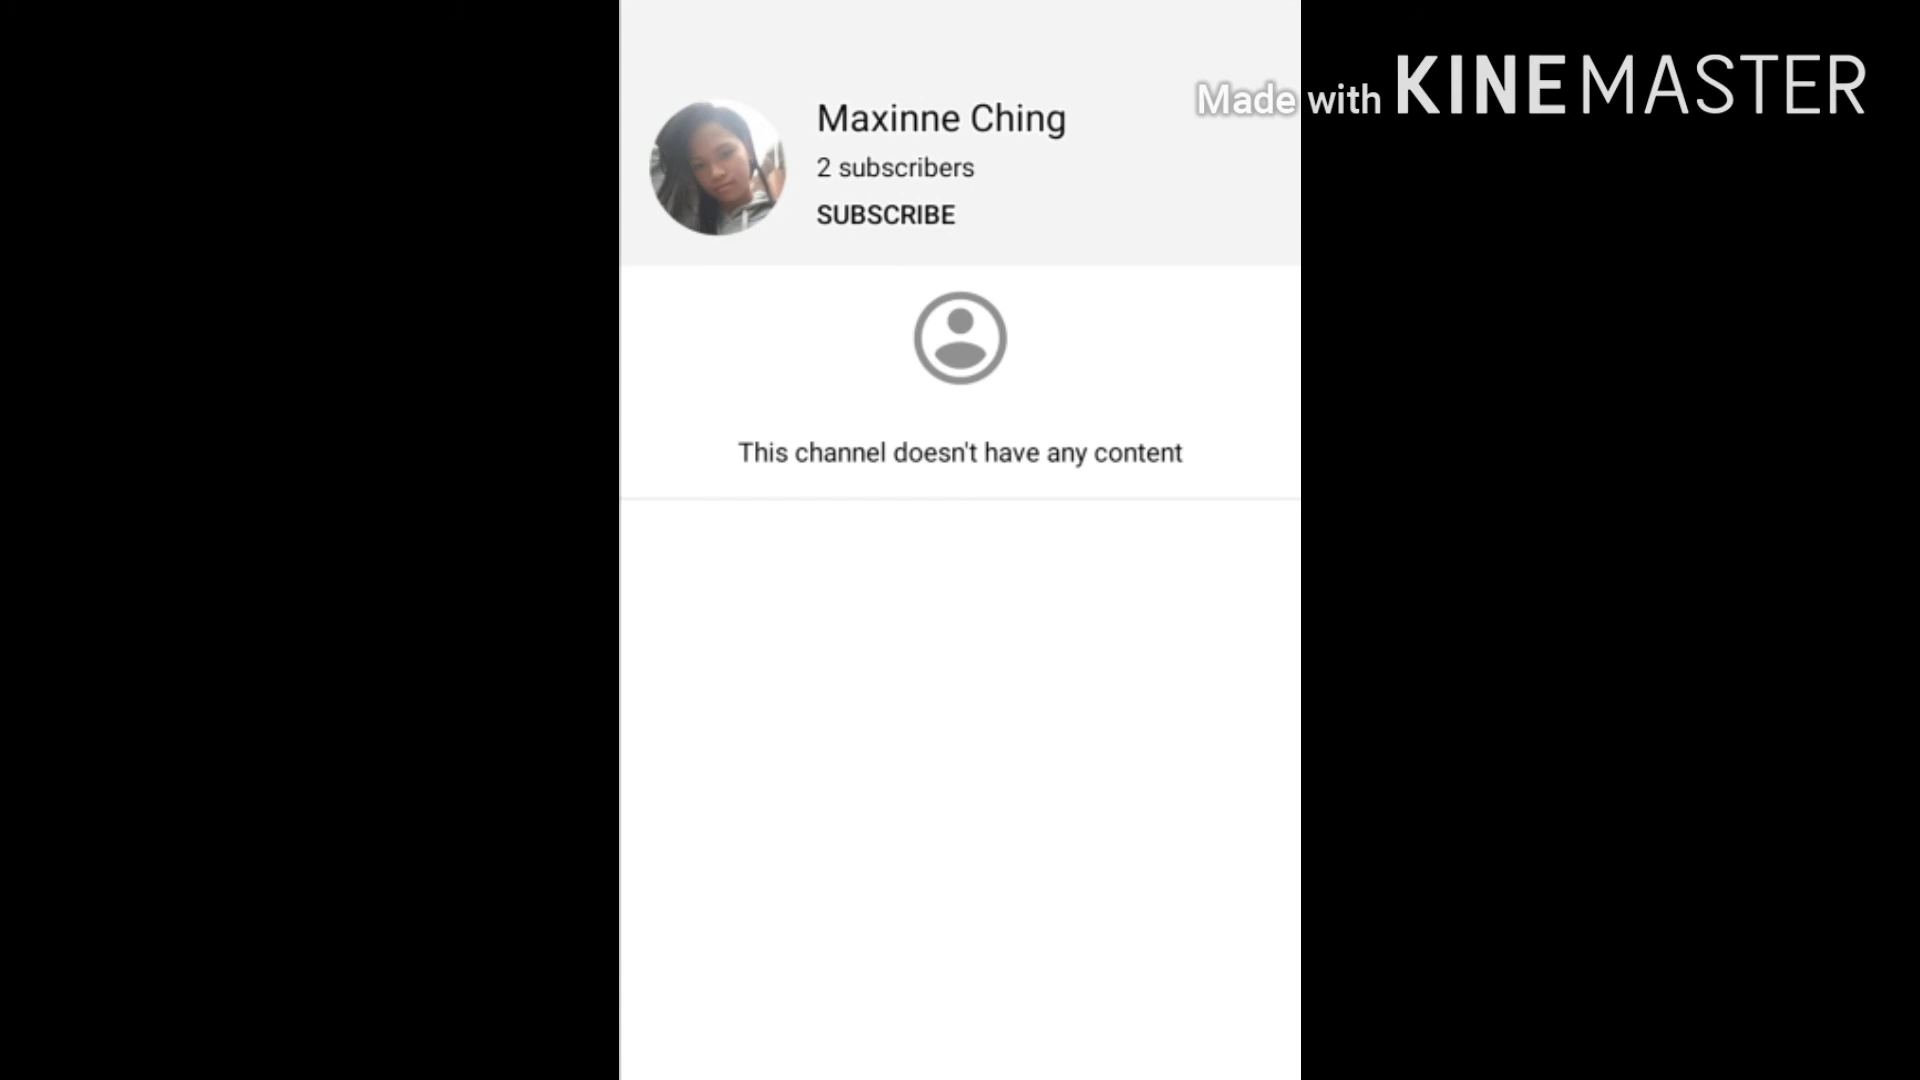 Made with KINEMASTER
Maxinne Ching
2 subscribers
SUBSCRIBE
This channel doesn't have any content